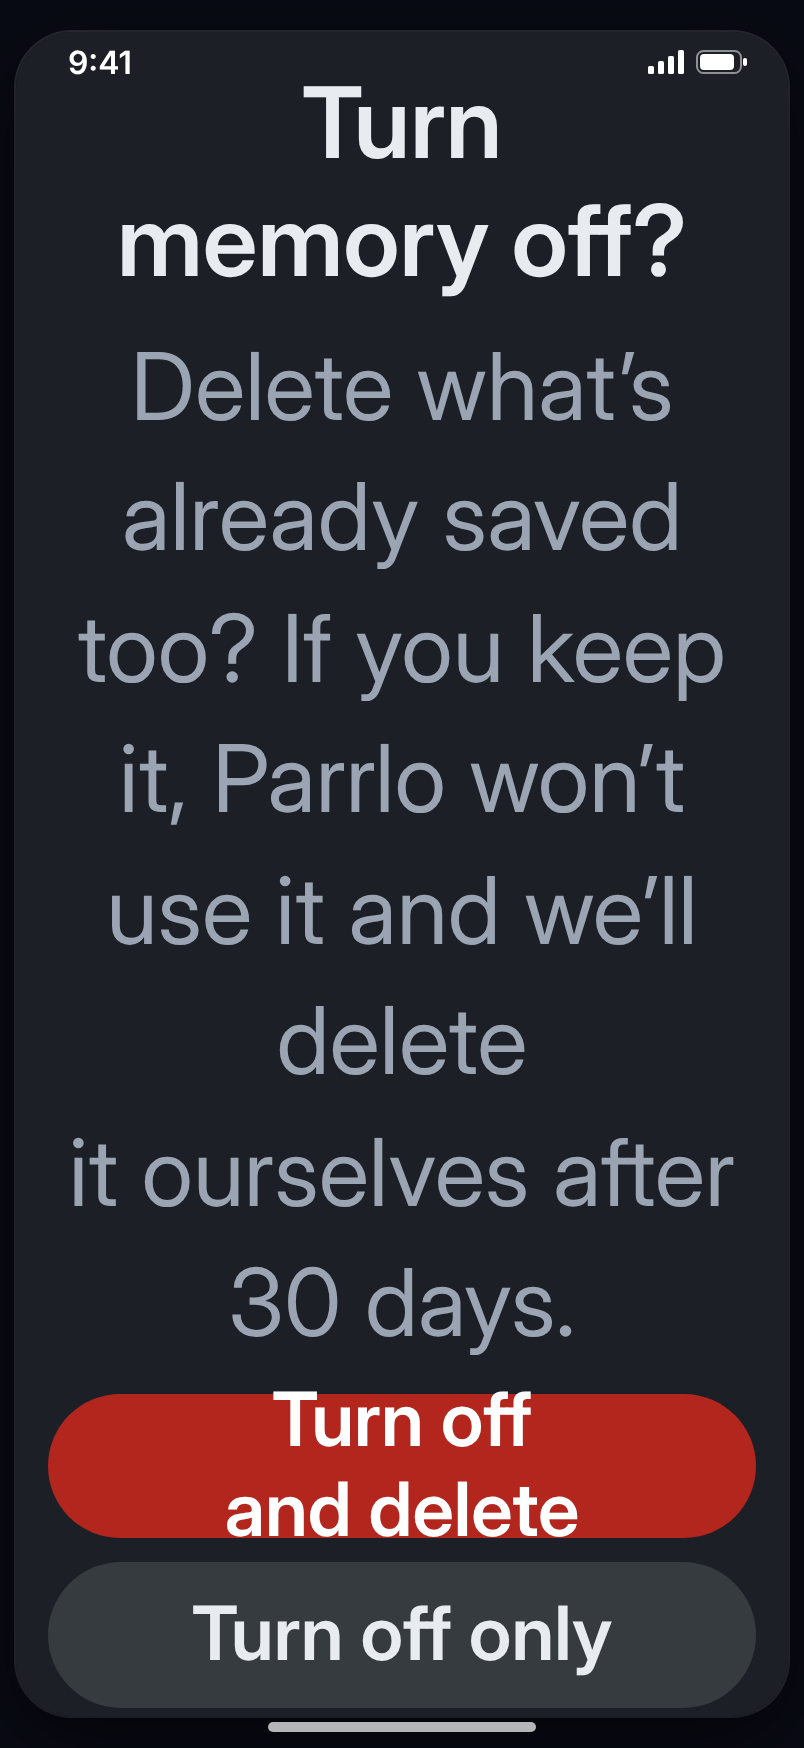 9:41
Turn
memory off?
Delete what’s
already saved
too? If you keep
it, Parrlo won’t
use it and we’ll
delete
it ourselves after
30 days.
Turn off
and delete
Turn off only